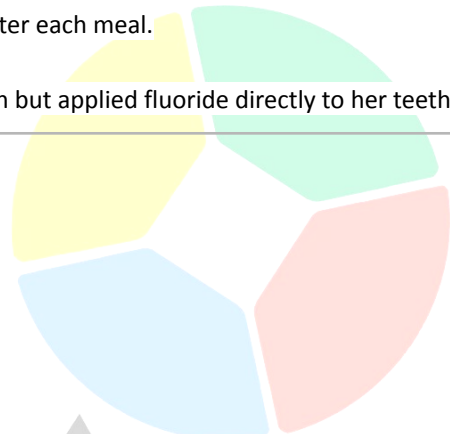 ter each meal.
but applied fluoride directly to her teeth